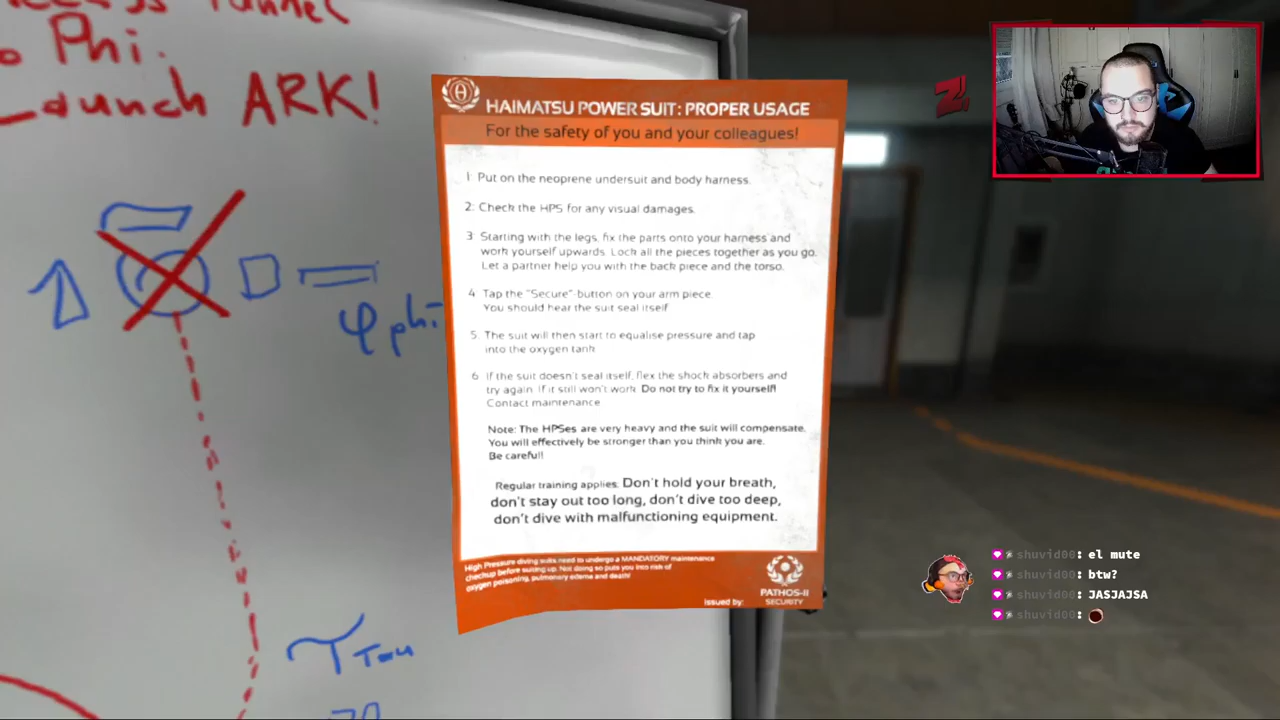 Tunnel
Phi.
Launch ARK!
φ phi
Tau
HAIMATSU POWER SUIT: PROPER USAGE
For the safety of you and your colleagues!
1: Put on the neoprene undersuit and body harness.
2: Check the HPS for any visual damages.
3: Starting with the legs, fix the parts onto your harness and
work yourself upwards. Lock all the pieces together as you go.
Let a partner help you with the back piece and the torso.
4: Tap the "Secure"-button on your arm piece.
You should hear the suit seal itself
5: The suit will then start to equalise pressure and tap
into the oxygen tank
6: If the suit doesn't seal itself, flex the shock absorbers and
try again. If it still won't work. Do not try to fix it yourself!
Contact maintenance
Note: The HPSes are very heavy and the suit will compensate.
You will effectively be stronger than you think you are.
Be careful!
Regular training applies: Don't hold your breath,
don't stay out too long, don't dive too deep,
don't dive with malfunctioning equipment.
High Pressure diving suits need to undergo a MANDATORY maintenance
checkup before suiting up. Not doing so puts you into risk of
oxygen poisoning, pulmonary edema and death!
Issued by:
PATHOS-II
SECURITY
Z!
shuvid00: el mute
shuvid00: btw?
shuvid00: JASJAJSA
shuvid00: